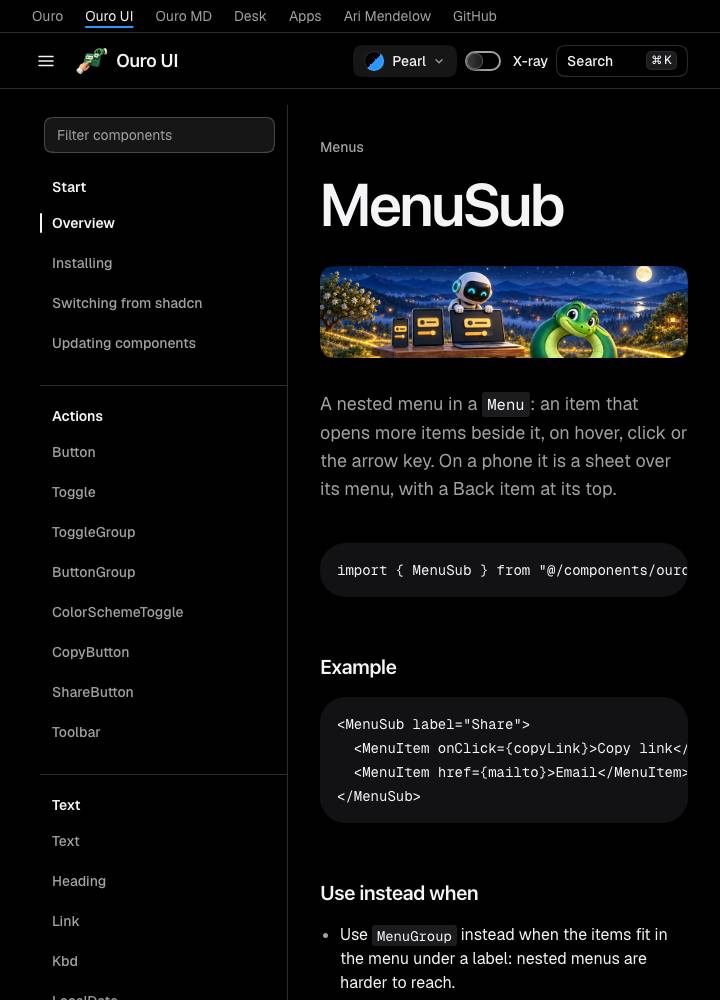 Ouro
Ouro UI
Ouro MD
Desk
Apps
Ari Mendelow
GitHub
Ouro UI
Pearl
X-ray
Search
⌘ K
Filter components
Start
Overview
Installing
Switching from shadcn
Updating components
Actions
Button
Toggle
ToggleGroup
ButtonGroup
ColorSchemeToggle
CopyButton
ShareButton
Toolbar
Text
Text
Heading
Link
Kbd
LocalDate
Menus
MenuSub
A nested menu in a Menu: an item that
opens more items beside it, on hover, click or
the arrow key. On a phone it is a sheet over
its menu, with a Back item at its top.
import { MenuSub } from "@/components/ouro
Example
<MenuSub label="Share">
  <MenuItem onClick={copyLink}>Copy link</
  <MenuItem href={mailto}>Email</MenuItem>
</MenuSub>
Use instead when
• Use MenuGroup instead when the items fit in
the menu under a label: nested menus are
harder to reach.